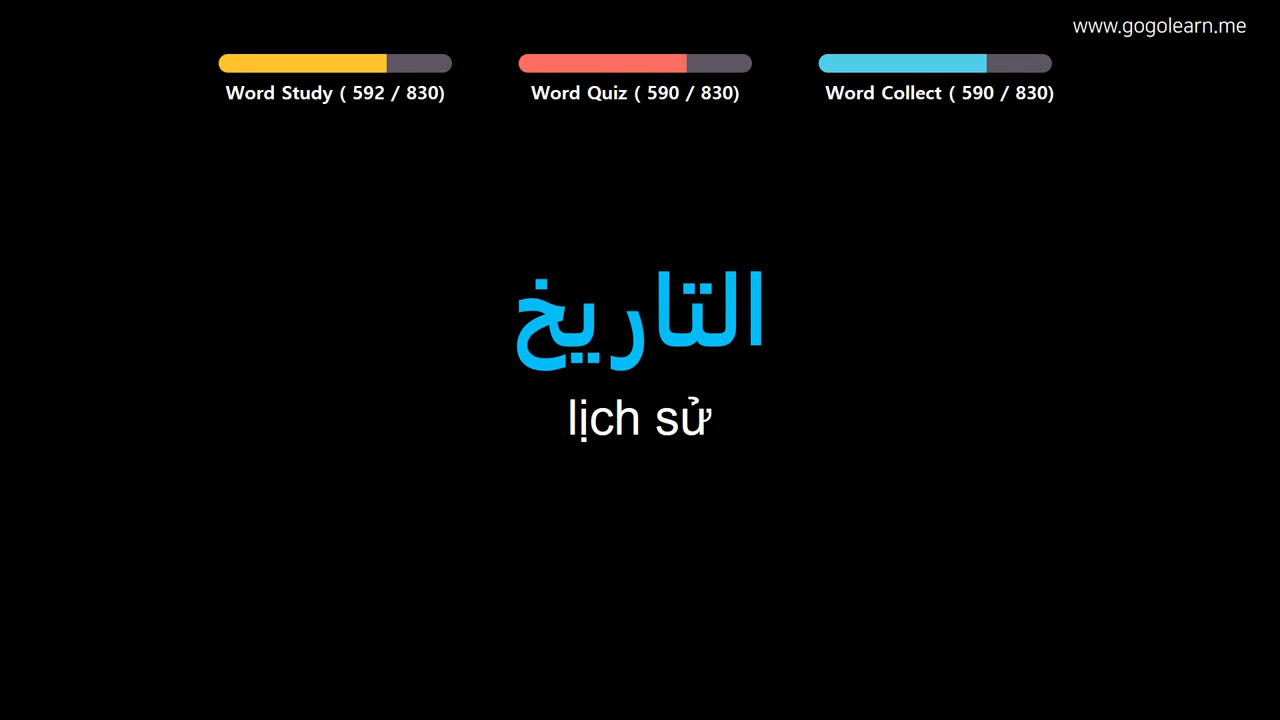 www.gogolearn.me
Word Study ( 592 / 830)
Word Quiz ( 590 / 830)
Word Collect ( 590 / 830)
التاريخ
lịch sử